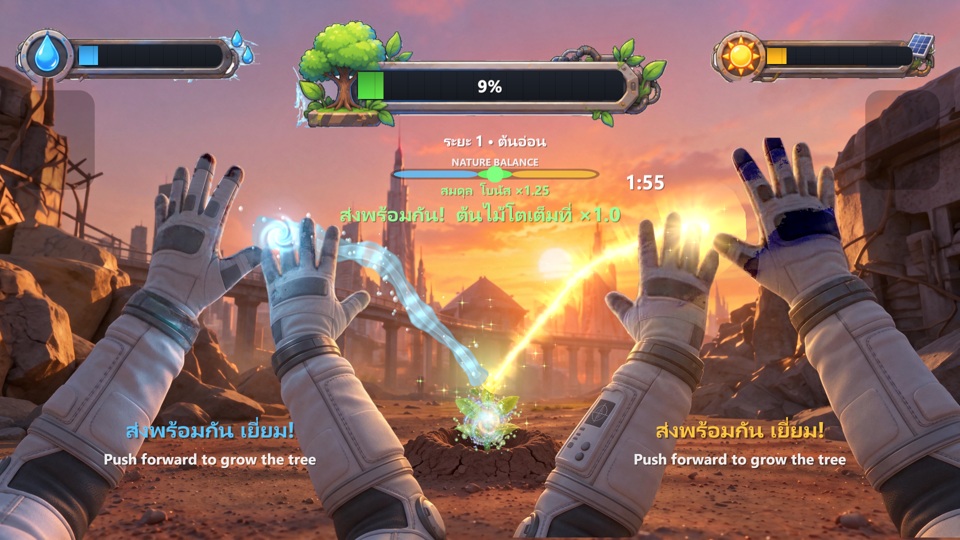 9%
ระยะ 1 • ต้นอ่อน
NATURE BALANCE
สมดุล โบนัส ×1.25
1:55
ส่งพร้อมกัน! ต้นไม้โตเต็มที่ ×1.0
ส่งพร้อมกัน เยี่ยม!
Push forward to grow the tree
ส่งพร้อมกัน เยี่ยม!
Push forward to grow the tree